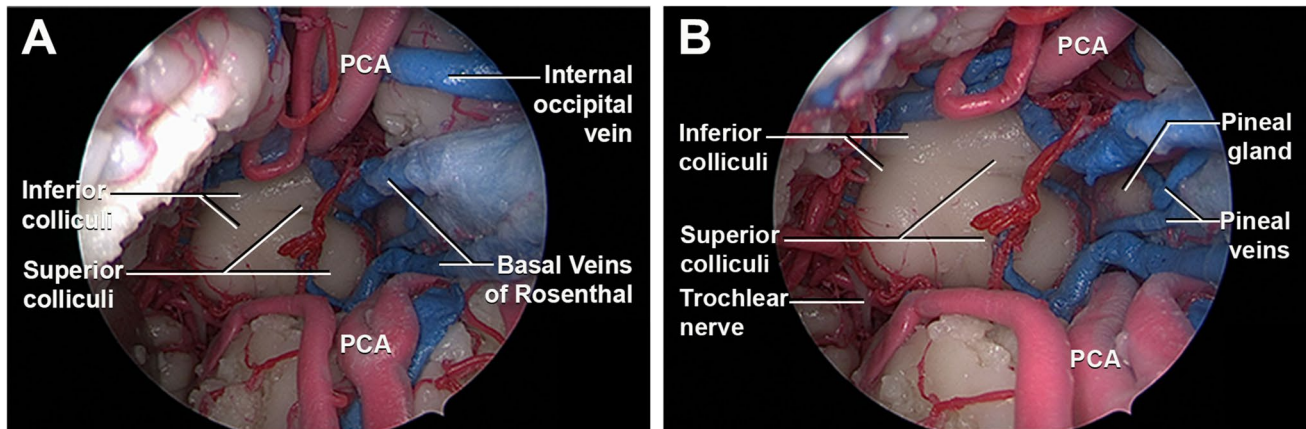 A
PCA
Internal
occipital
vein
Inferior
colliculi
Superior
colliculi
Basal Veins
of Rosenthal
PCA
B
PCA
Inferior
colliculi
Pineal
gland
Superior
colliculi
Pineal
veins
Trochlear
nerve
PCA